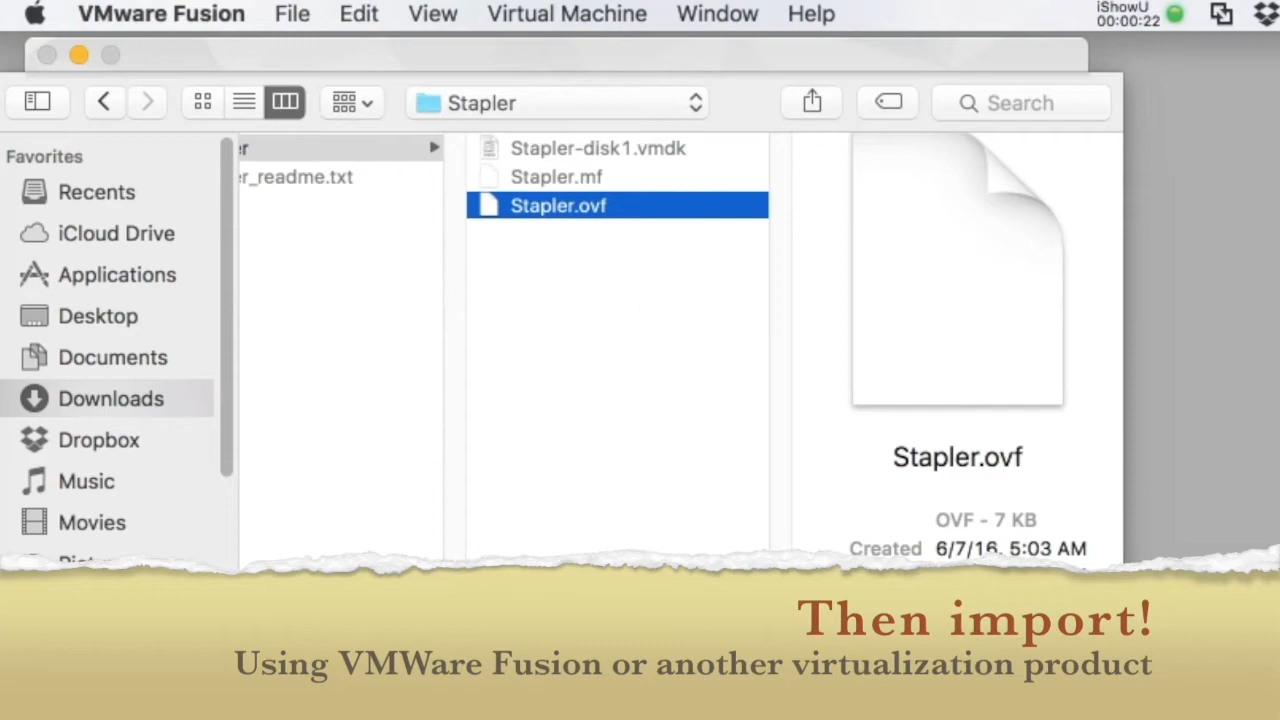 VMware Fusion File Edit View Virtual Machine Window Help iShowU
00:00:22
Stapler
Search
Favorites
Recents
iCloud Drive
Applications
Desktop
Documents
Downloads
Dropbox
Music
Movies
er
er_readme.txt
Stapler-disk1.vmdk
Stapler.mf
Stapler.ovf
Stapler.ovf
OVF - 7 KB
Created 6/7/16, 5:03 AM
Then import!
Using VMWare Fusion or another virtualization product